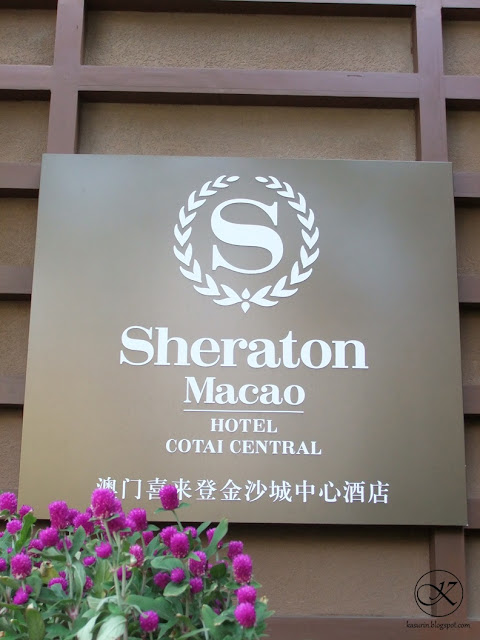 S
Sheraton
Macao
HOTEL
COTAI CENTRAL
澳门喜来登金沙城中心酒店
K
kasunin.blogspot.com